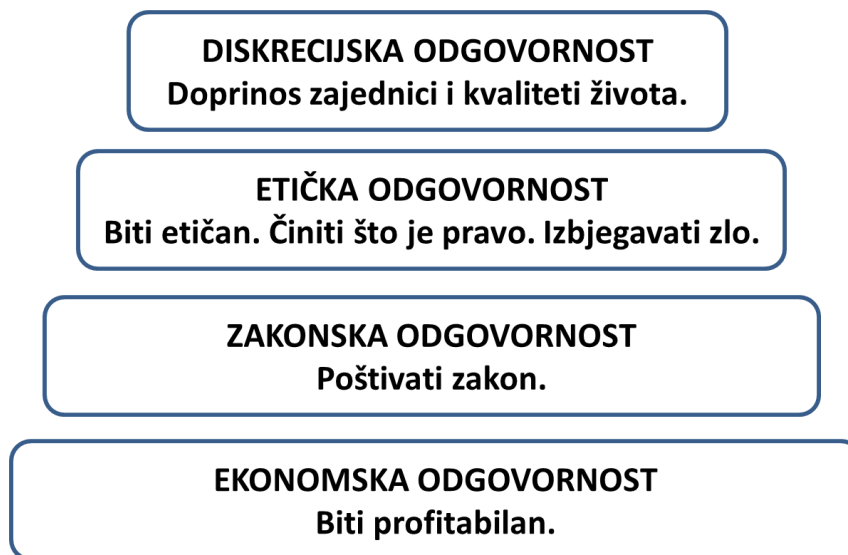 DISKRECIJSKA ODGOVORNOST
Doprinos zajednici i kvaliteti života.
ETIČKA ODGOVORNOST
Biti etičan. Činiti što je pravo. Izbjegavati zlo.
ZAKONSKA ODGOVORNOST
Poštivati zakon.
EKONOMSKA ODGOVORNOST
Biti profitabilan.